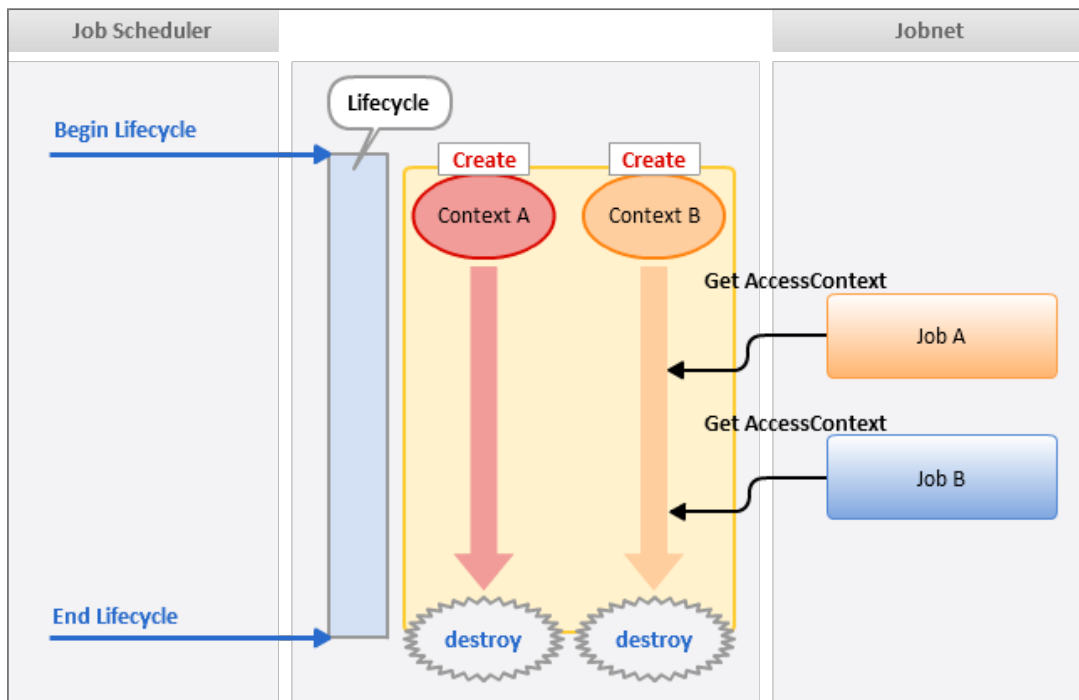 Job Scheduler
Jobnet
Lifecycle
Begin Lifecycle
Create
Create
Context A
Context B
Get AccessContext
Job A
Get AccessContext
Job B
End Lifecycle
destroy
destroy